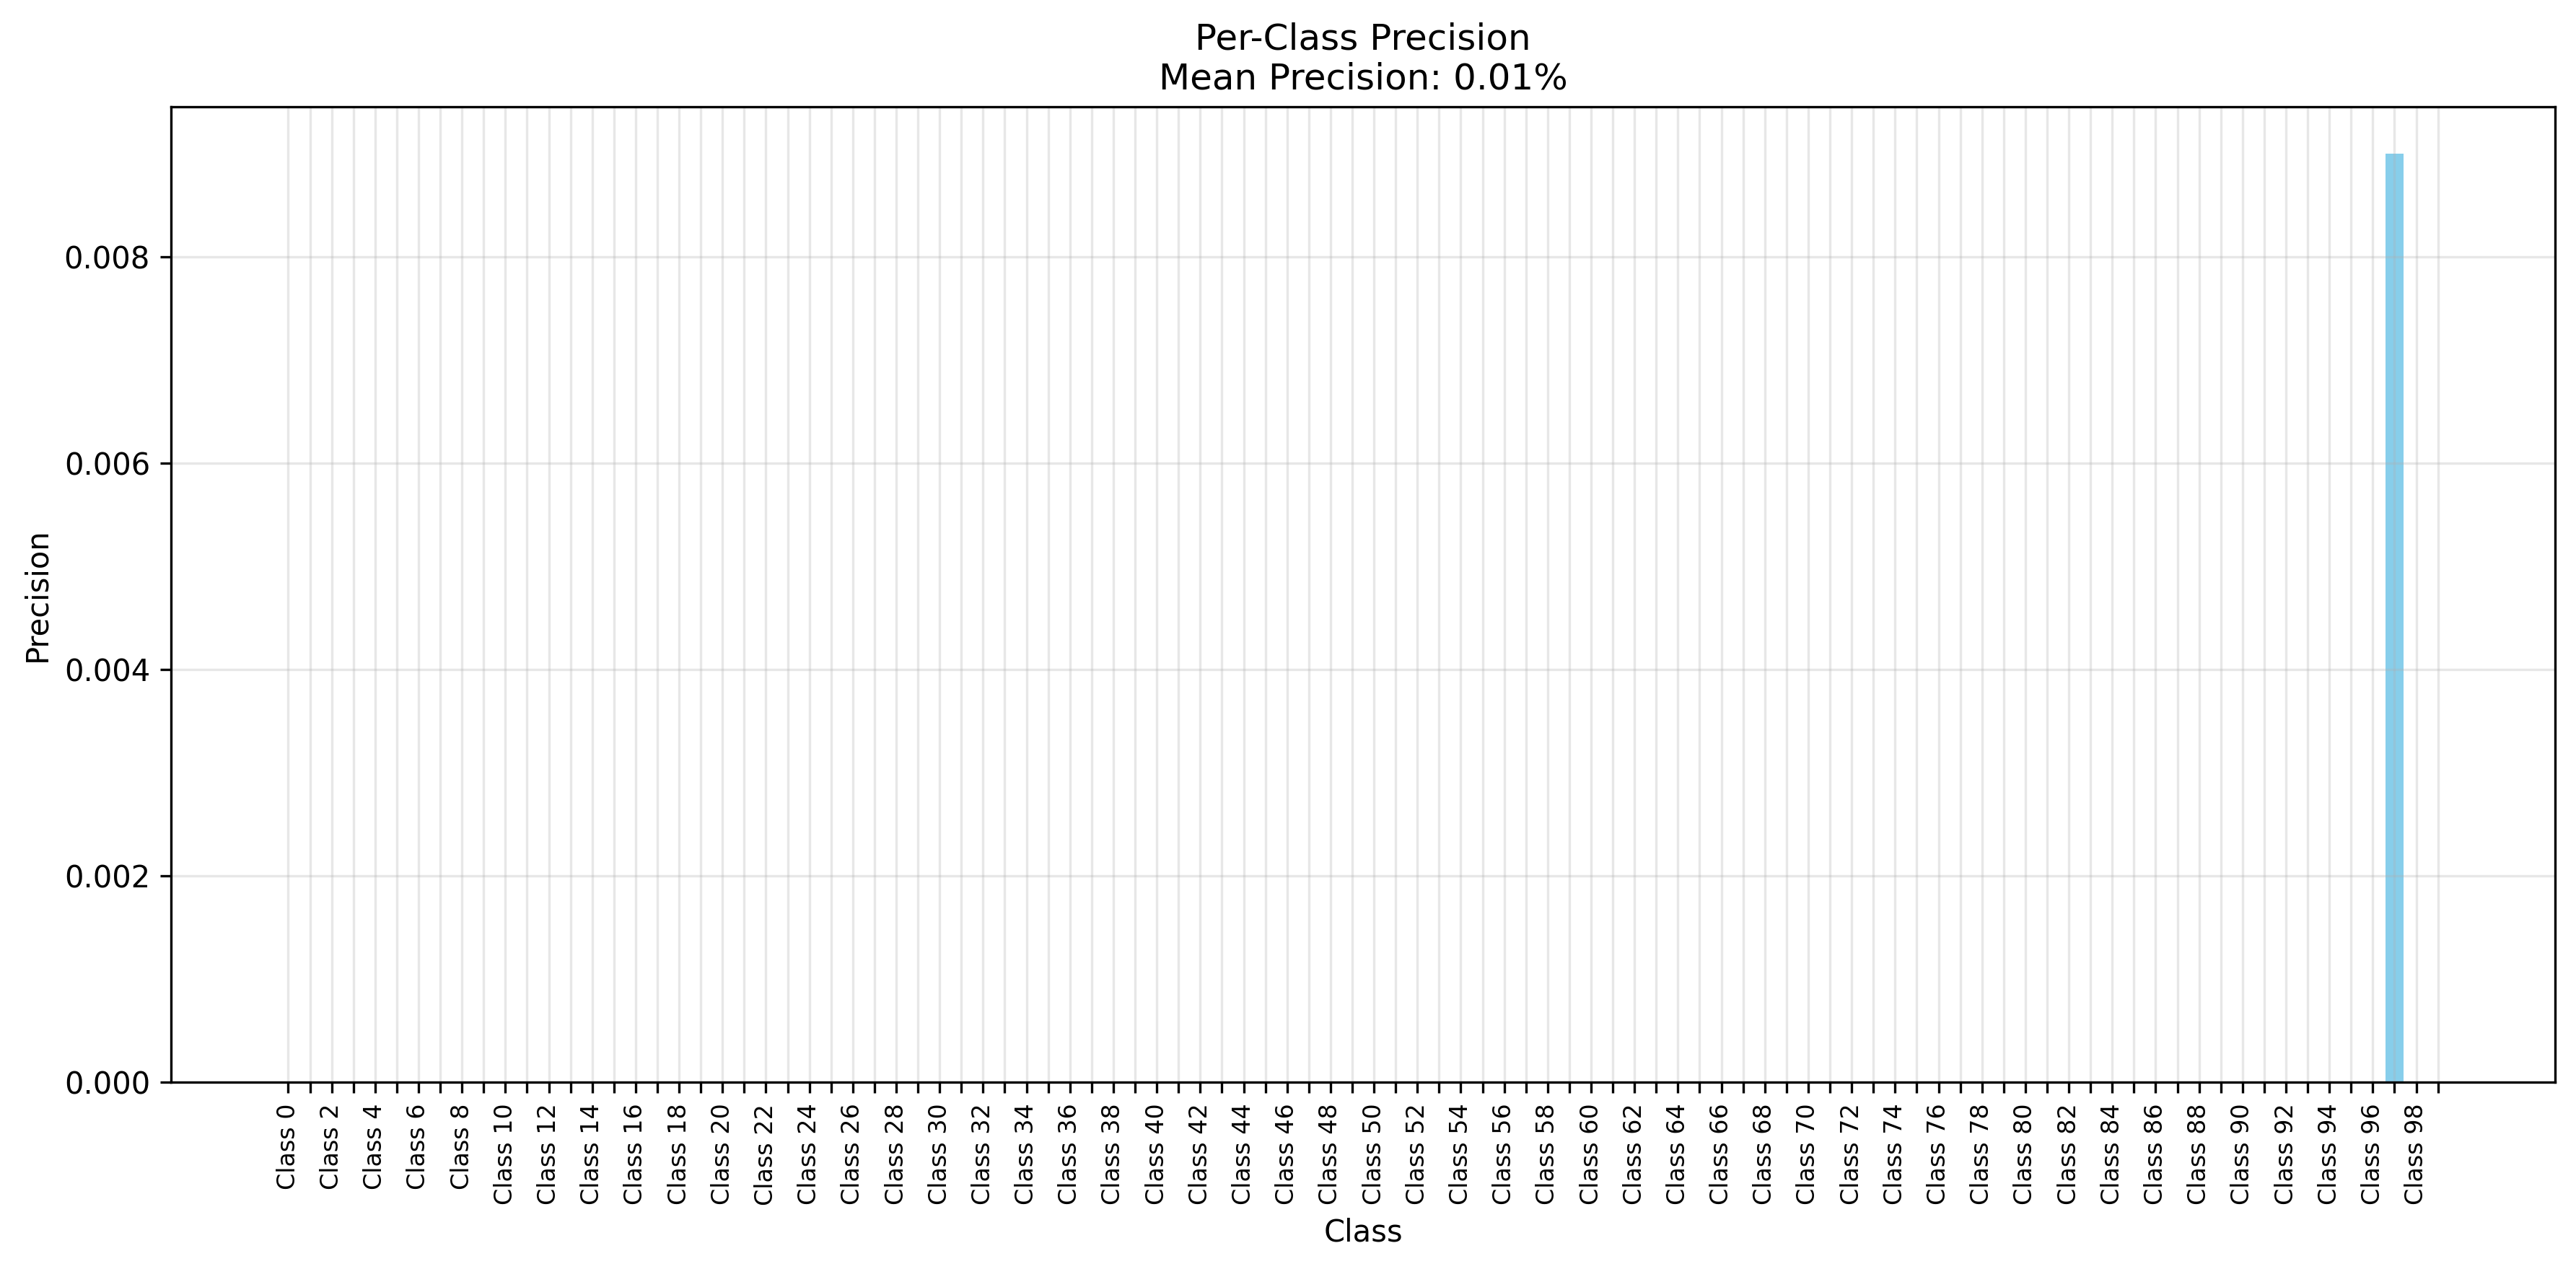 Per-Class Precision
Mean Precision: 0.01%
Precision
0.008
0.006
0.004
0.002
0.000
Class 0
Class 2
Class 4
Class 6
Class 8
Class 10
Class 12
Class 14
Class 16
Class 18
Class 20
Class 22
Class 24
Class 26
Class 28
Class 30
Class 32
Class 34
Class 36
Class 38
Class 40
Class 42
Class 44
Class 46
Class 48
Class 50
Class 52
Class 54
Class 56
Class 58
Class 60
Class 62
Class 64
Class 66
Class 68
Class 70
Class 72
Class 74
Class 76
Class 78
Class 80
Class 82
Class 84
Class 86
Class 88
Class 90
Class 92
Class 94
Class 96
Class 98
Class